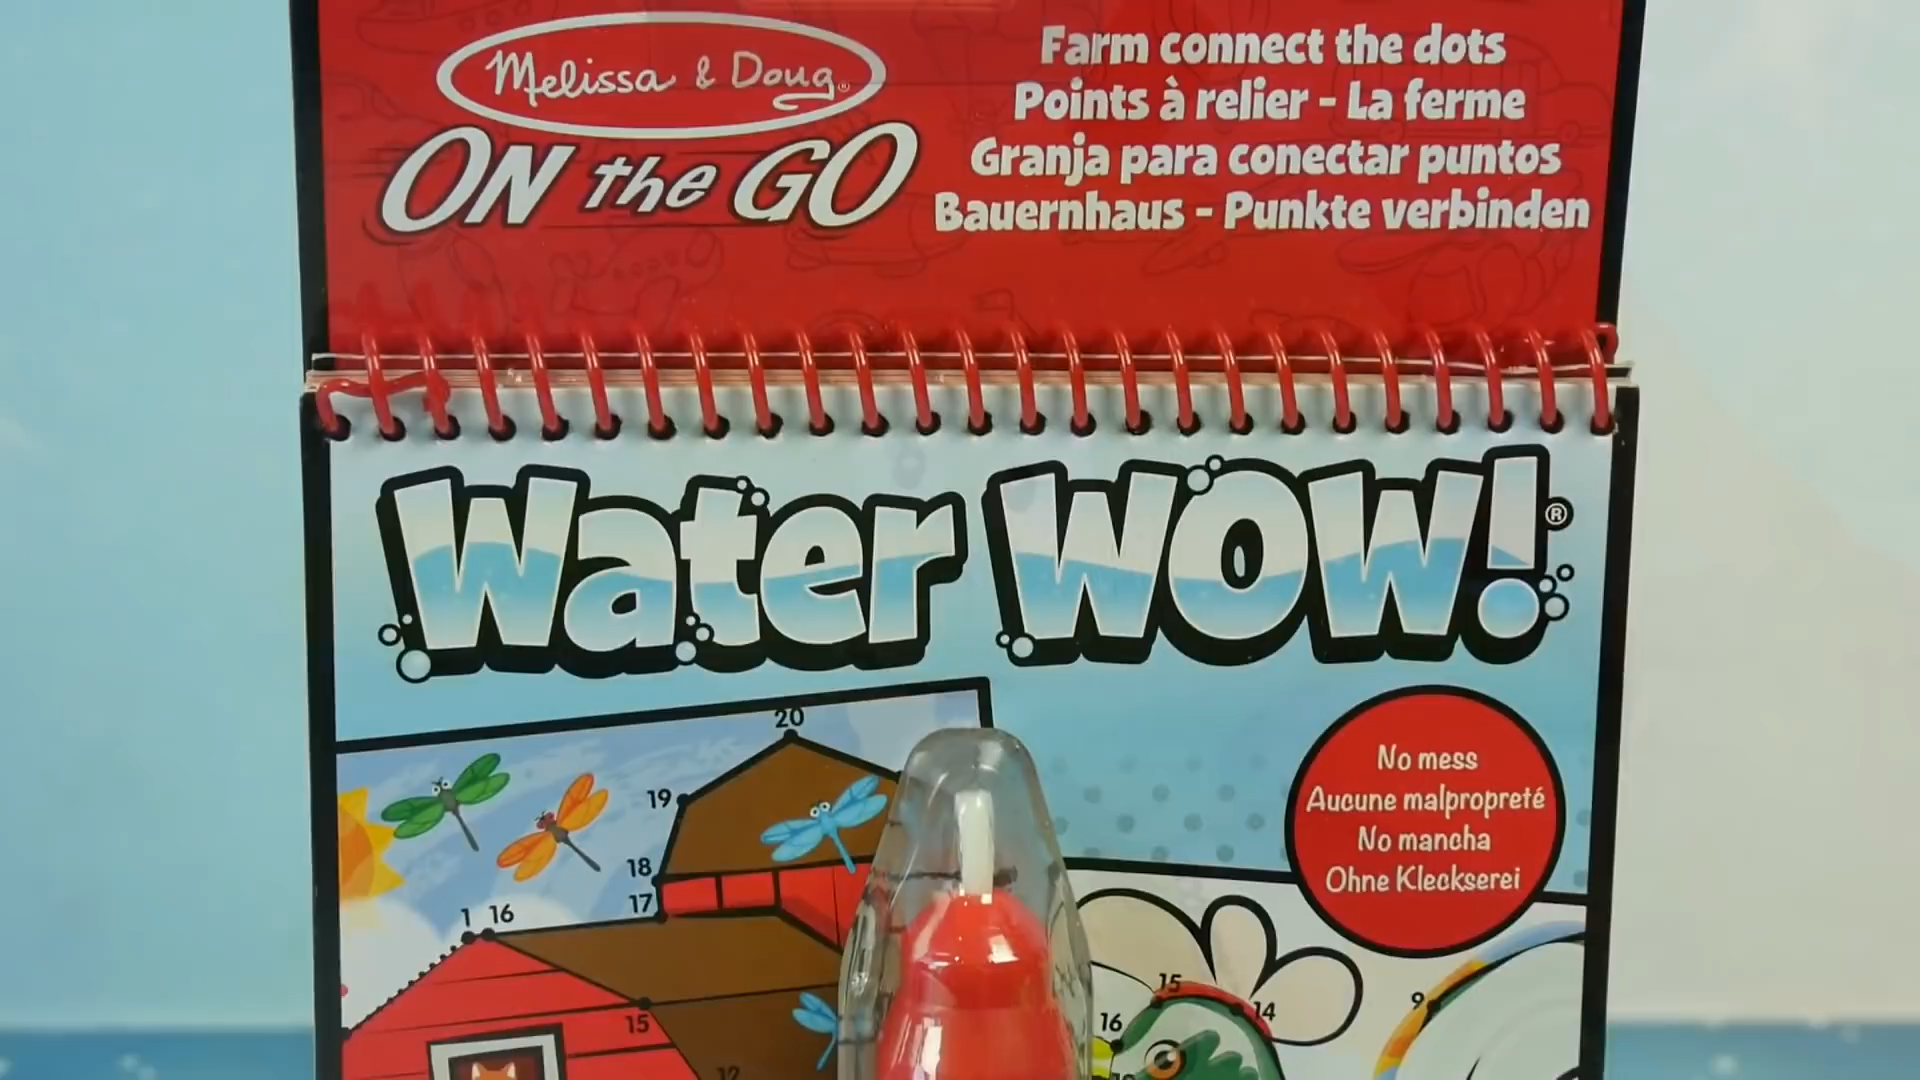 Melissa & Doug®
ON the GO
Farm connect the dots
Points à relier - La ferme
Granja para conectar puntos
Bauernhaus - Punkte verbinden
Water WOW!®
No mess
Aucune malpropreté
No mancha
Ohne Kleckserei
20
19
18
17
1 16
15
12
15
14
16
9